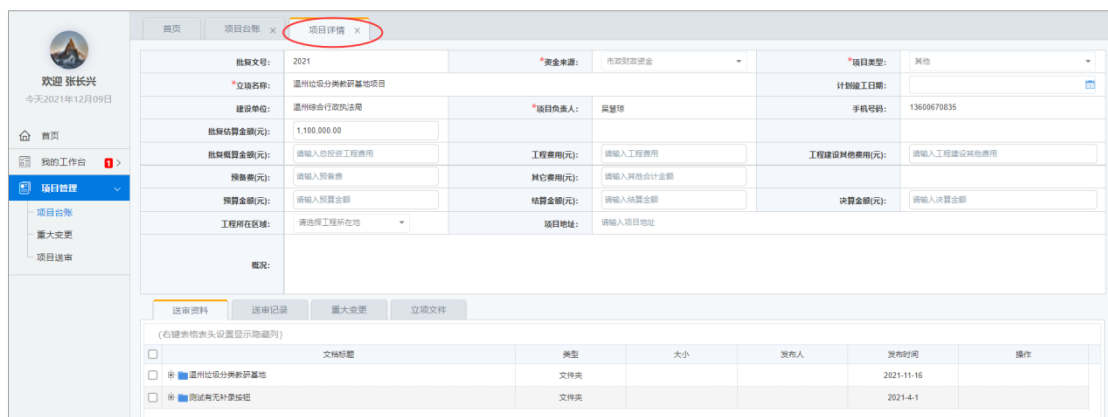 首页 项目台账 × 项目详情 ×
欢迎 张长兴
今天2021年12月09日
首页
我的工作台 1
项目管理
项目台账
重大变更
项目送审
批复文号: 2021 *资金来源: 市政财政资金 *项目类型: 其他
*立项名称: 温州垃圾分类教研基地项目 计划竣工日期:
建设单位: 温州综合行政执法局 *项目负责人: 吴慧琼 手机号码: 13600670835
批复估算金额(元): 1,100,000.00
批复概算金额(元): 请输入总投资工程费用 工程费用(元): 请输入工程费用 工程建设其他费用(元): 请输入工程建设其他费用
预备费(元): 请输入预备费 其它费用(元): 请输入其他合计金额
预算金额(元): 请输入预算金额 结算金额(元): 请输入结算金额 决算金额(元): 请输入决算金额
工程所在区域: 请选择工程所在地 项目地址: 请输入项目地址
概况:
送审资料 送审记录 重大变更 立项文件
(右键表格表头设置显示隐藏列)
文档标题 类型 大小 发布人 发布时间 操作
温州垃圾分类教研基地 文件夹 2021-11-16
测试有无补录按钮 文件夹 2021-4-1